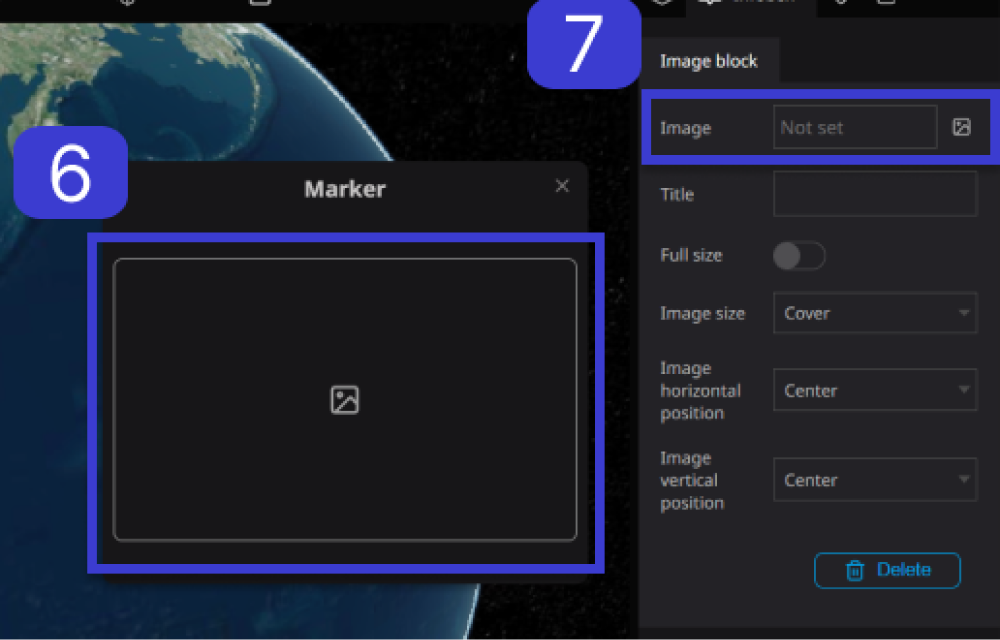 7
Image block
Image
Not set
6
Marker
Title
Full size
Image size
Cover
Image
horizontal
position
Center
Image
vertical
position
Center
Delete